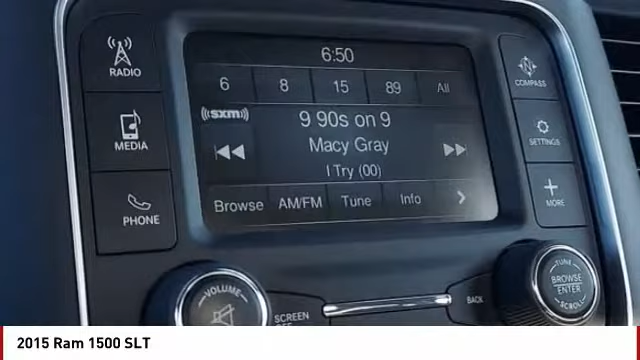 6:50
RADIO
6 8 15 89 All
COMPASS
((sxm))
9 90s on 9
MEDIA
Macy Gray
SETTINGS
I Try (00)
PHONE
Browse AM/FM Tune Info
MORE
VOLUME
SCREEN
BACK
TUNE
BROWSE
ENTER
SCROLL
2015 Ram 1500 SLT